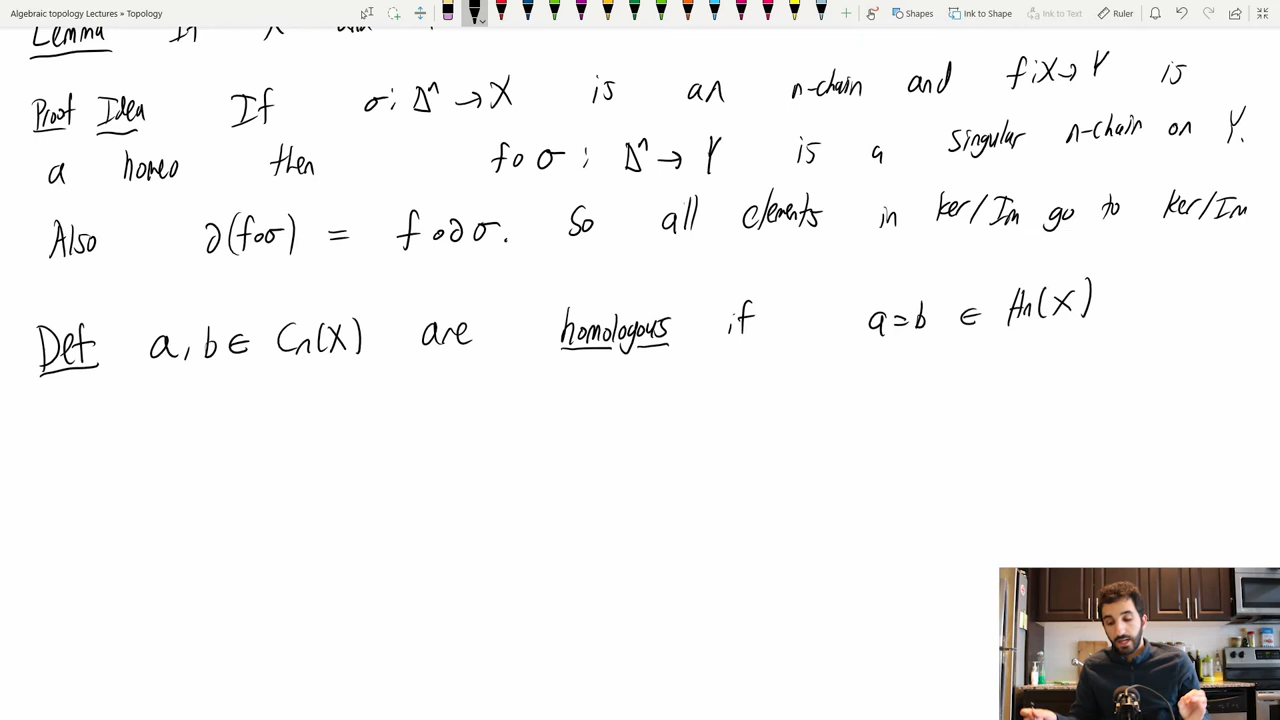 Algebraic topology Lectures » Topology
Shapes Ink to Shape Ink to Text Ruler
Lemma If X and
Proof Idea If σ: Δⁿ → X is an n-chain and f:X→Y is
a homeo then f∘σ: Δⁿ → Y is a singular n-chain on Y.
Also ∂(f∘σ) = f∘∂σ. So all elements in ker/Im go to ker/Im
Def a, b ∈ Cn(X) are homologous if a=b ∈ Hn(X)